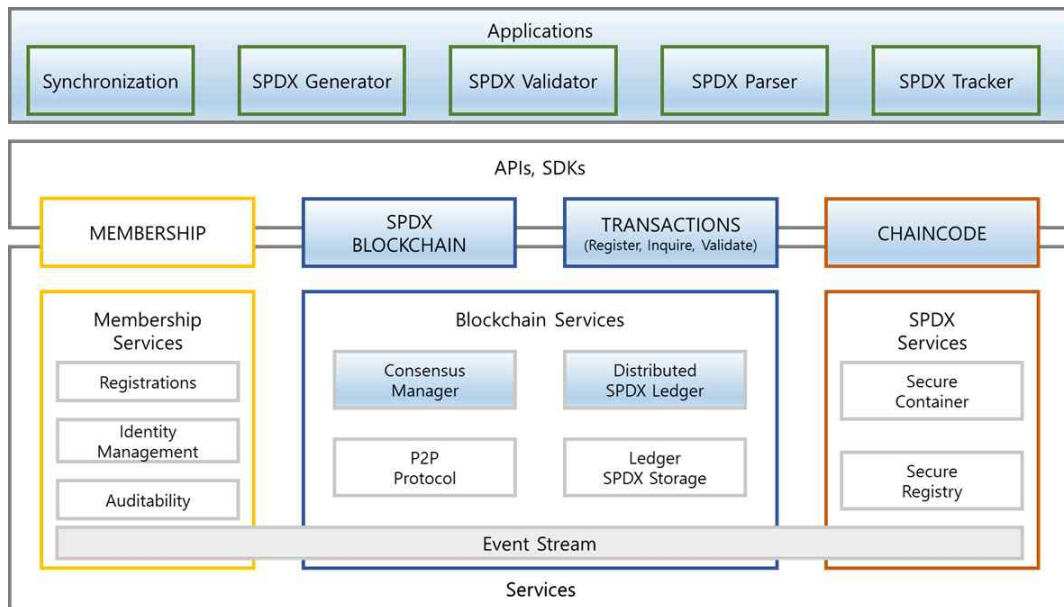 Applications
Synchronization
SPDX Generator
SPDX Validator
SPDX Parser
SPDX Tracker
APIs, SDKs
MEMBERSHIP
SPDX
BLOCKCHAIN
TRANSACTIONS
(Register, Inquire, Validate)
CHAINCODE
Membership
Services
Registrations
Identity
Management
Auditability
Blockchain Services
Consensus
Manager
Distributed
SPDX Ledger
P2P
Protocol
Ledger
SPDX Storage
SPDX
Services
Secure
Container
Secure
Registry
Event Stream
Services